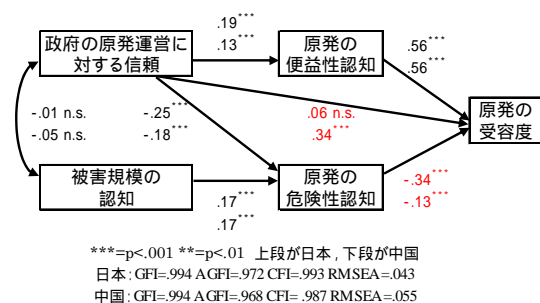 .19***
.13***
政府の原発運営に
対する信頼
原発の
便益性認知
.56***
.56***
原発の
受容度
-.01 n.s.
-.05 n.s.
-.25***
-.18***
.06 n.s.
.34***
被害規模の
認知
原発の
危険性認知
-.34***
-.13***
.17***
.17***
***=p<.001 **=p<.01 上段が日本，下段が中国
日本：GFI=.994 AGFI=.972 CFI=.993 RMSEA=.043
中国：GFI=.994 AGFI=.968 CFI= .987 RMSEA=.055